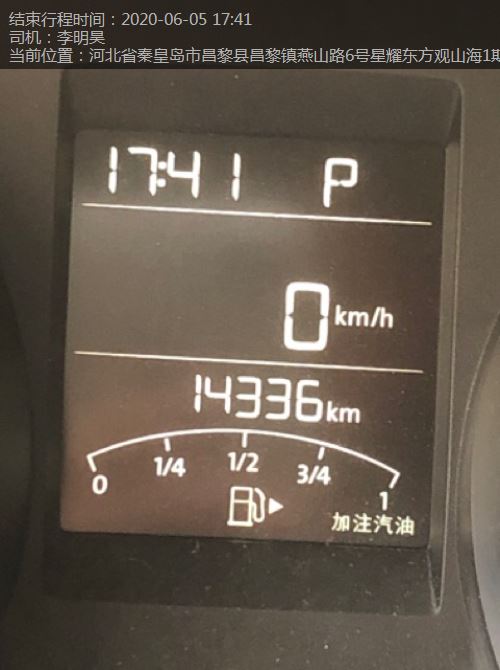 结束行程时间：2020-06-05 17:41
司机：李明昊
当前位置：河北省秦皇岛市昌黎县昌黎镇燕山路6号星耀东方观山海1期
17:41 P
0 km/h
14336 km
0 1/4 1/2 3/4 1
加注汽油